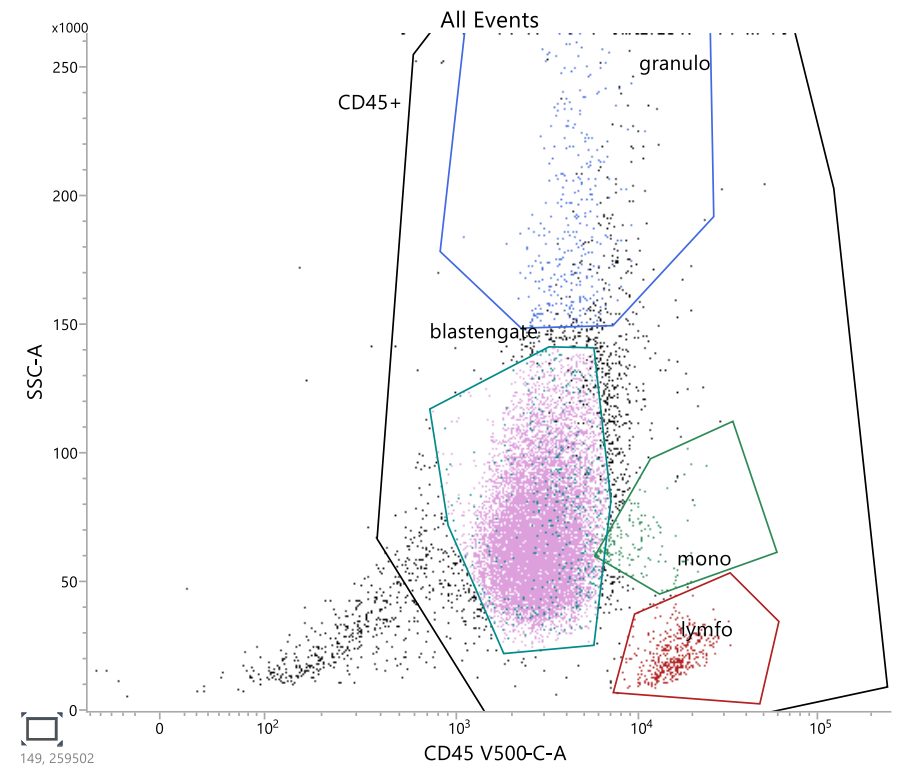 All Events
x1000
granulo
250
CD45+
200
150
blastengate
SSC-A
100
mono
50
lymfo
0
0
10²
10³
10⁴
10⁵
CD45 V500-C-A
149, 259502